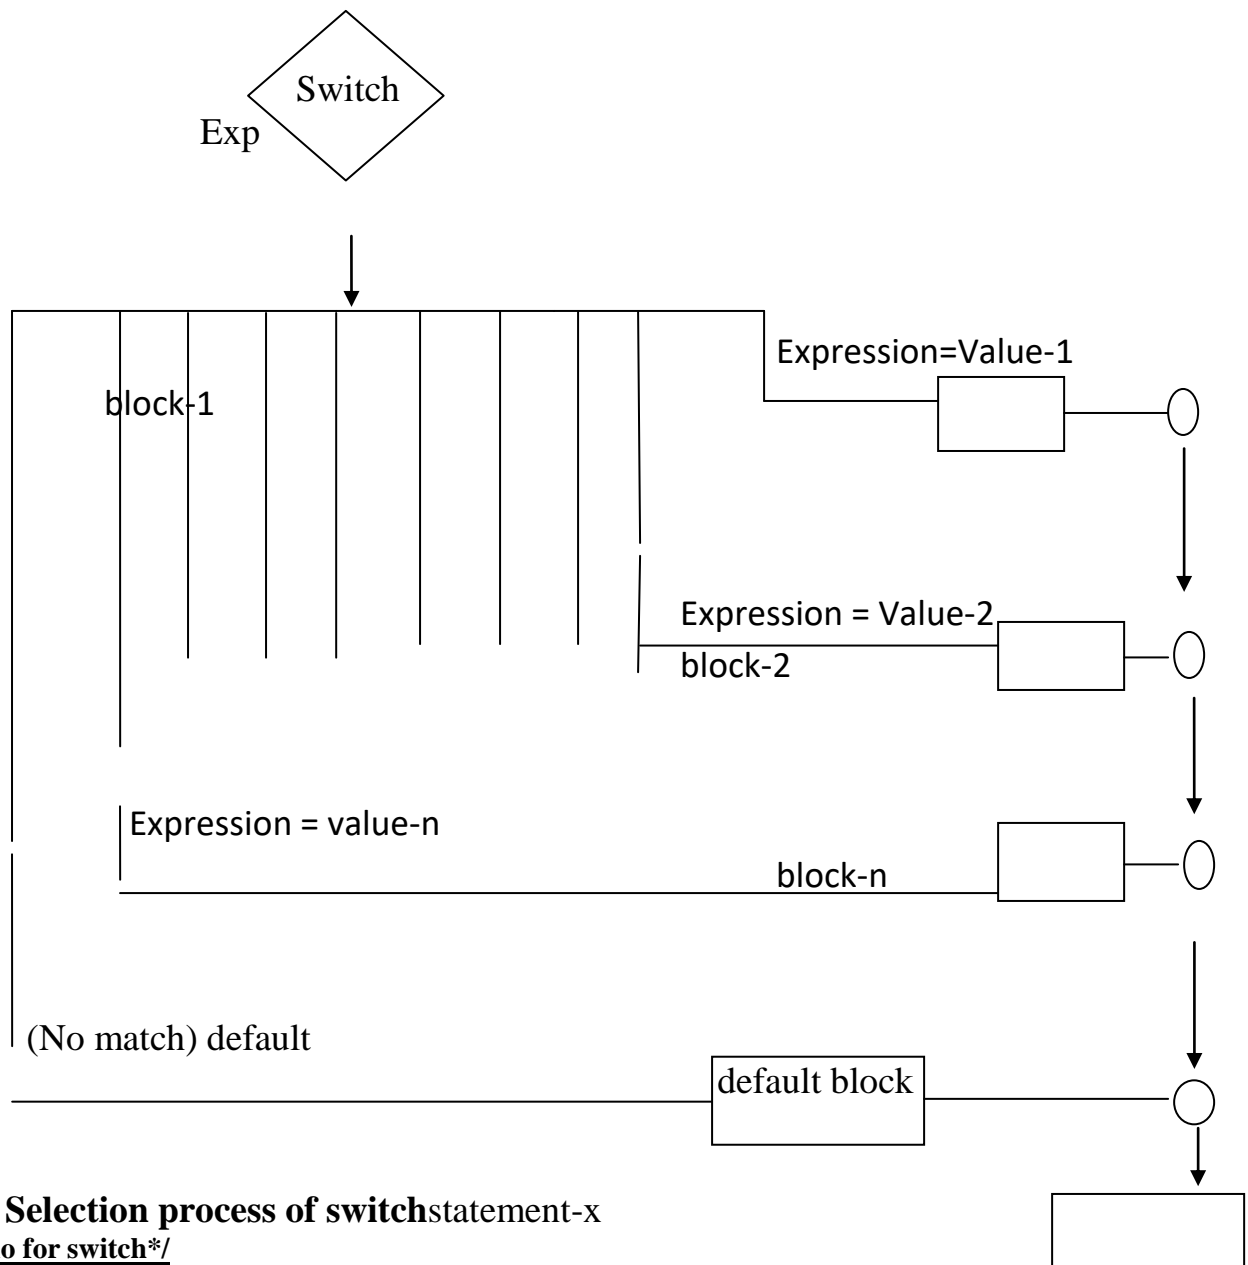 Switch
Exp
Expression=Value-1
block-1
Expression = Value-2
block-2
Expression = value-n
block-n
(No match) default
default block
Selection process of switchstatement-x
o for switch*/